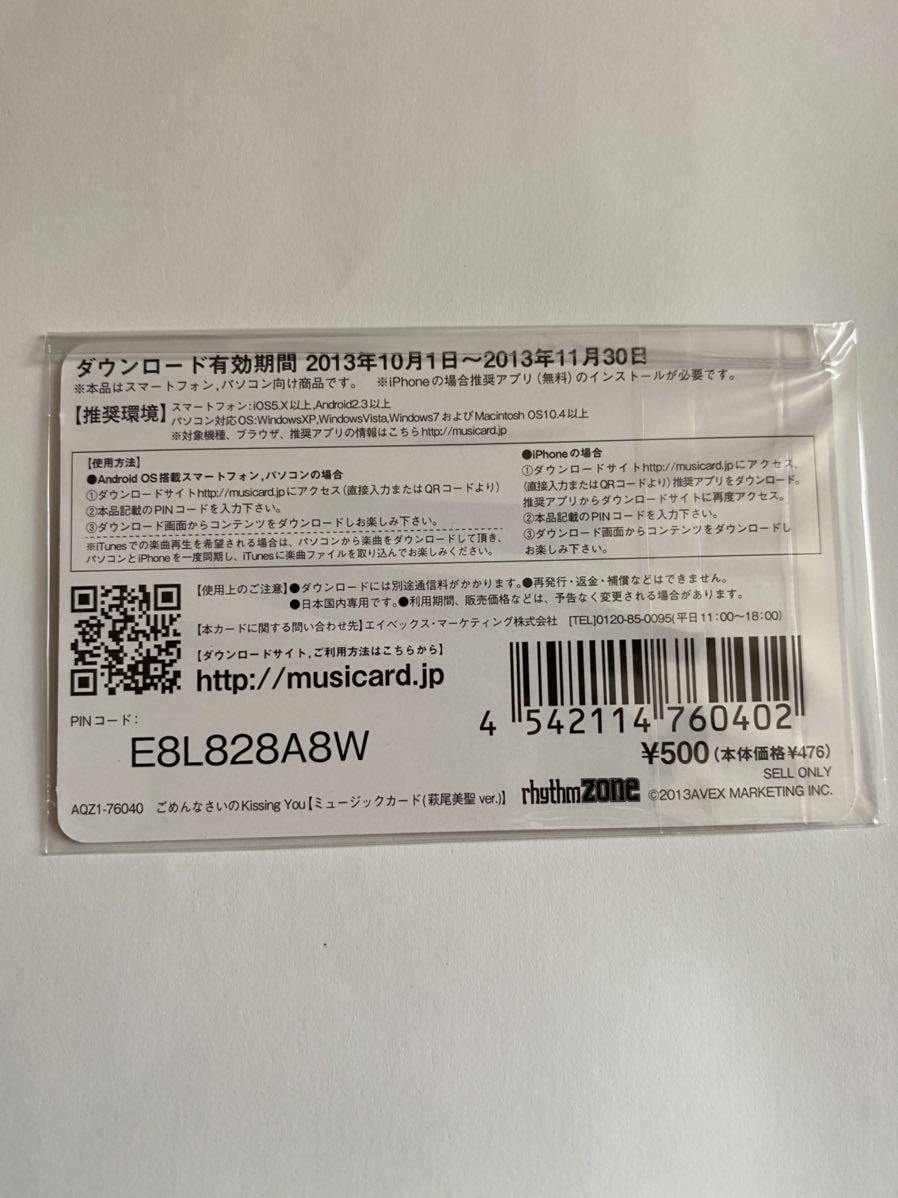 ダウンロード有効期間 2013年10月1日〜2013年11月30日
※本品はスマートフォン,パソコン向け商品です。 ※iPhoneの場合推奨アプリ(無料)のインストールが必要です。
【推奨環境】スマートフォン:iOS5.X以上,Android2.3以上
パソコン対応OS:WindowsXP,WindowsVista,Windows7およびMacintosh OS10.4以上
※対象機種、ブラウザ、推奨アプリの情報はこちらhttp://musicard.jp
【使用方法】
●Android OS搭載スマートフォン,パソコンの場合
①ダウンロードサイトhttp://musicard.jpにアクセス(直接入力またはQRコードより)
②本品記載のPINコードを入力下さい。
③ダウンロード画面からコンテンツをダウンロードしお楽しみ下さい。
※iTunesでの楽曲再生を希望される場合は、パソコンから楽曲をダウンロードして頂き、
パソコンとiPhoneを一度同期し、iTunesに楽曲ファイルを取り込んでお楽しみください。
●iPhoneの場合
①ダウンロードサイトhttp://musicard.jpにアクセス、
(直接入力またはQRコードより)推奨アプリをダウンロード。
推奨アプリからダウンロードサイトに再度アクセス。
②本品記載のPINコードを入力下さい。
③ダウンロード画面からコンテンツをダウンロードし
お楽しみ下さい。
【使用上のご注意】●ダウンロードには別途通信料がかかります。●再発行・返金・補償などはできません。
●日本国内専用です。●利用期間、販売価格などは、予告なく変更される場合があります。
【本カードに関する問い合わせ先】エイベックス・マーケティング株式会社 [TEL]0120-85-0095(平日11:00〜18:00)
【ダウンロードサイト,ご利用方法はこちらから】
http://musicard.jp
PINコード:
E8L828A8W
4 542114 760402
¥500(本体価格¥476)
SELL ONLY
AQZ1-76040 ごめんなさいのKissing You【ミュージックカード(萩尾美聖 ver.)】 rhythmzone ©2013AVEX MARKETING INC.